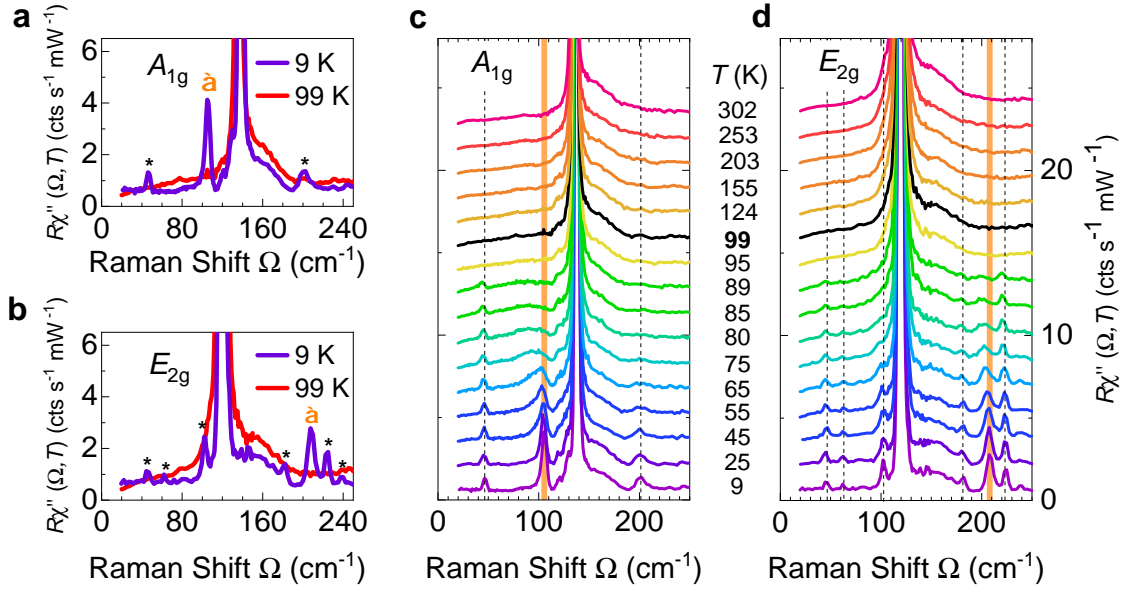 a
6
4
2
0
Rχ'' (Ω, T) (cts s⁻¹ mW⁻¹)
A1g
à
9 K
99 K
*
*
0 80 160 240
Raman Shift Ω (cm⁻¹)
b
6
4
2
0
Rχ'' (Ω, T) (cts s⁻¹ mW⁻¹)
E2g
9 K
99 K
à
*
*
*
*
*
*
0 80 160 240
Raman Shift Ω (cm⁻¹)
c
A1g
0 100 200
Raman Shift Ω (cm⁻¹)
T (K)
302
253
203
155
124
99
95
89
85
80
75
65
55
45
25
9
d
E2g
0 100 200
Raman Shift Ω (cm⁻¹)
20
10
0
Rχ'' (Ω, T) (cts s⁻¹ mW⁻¹)